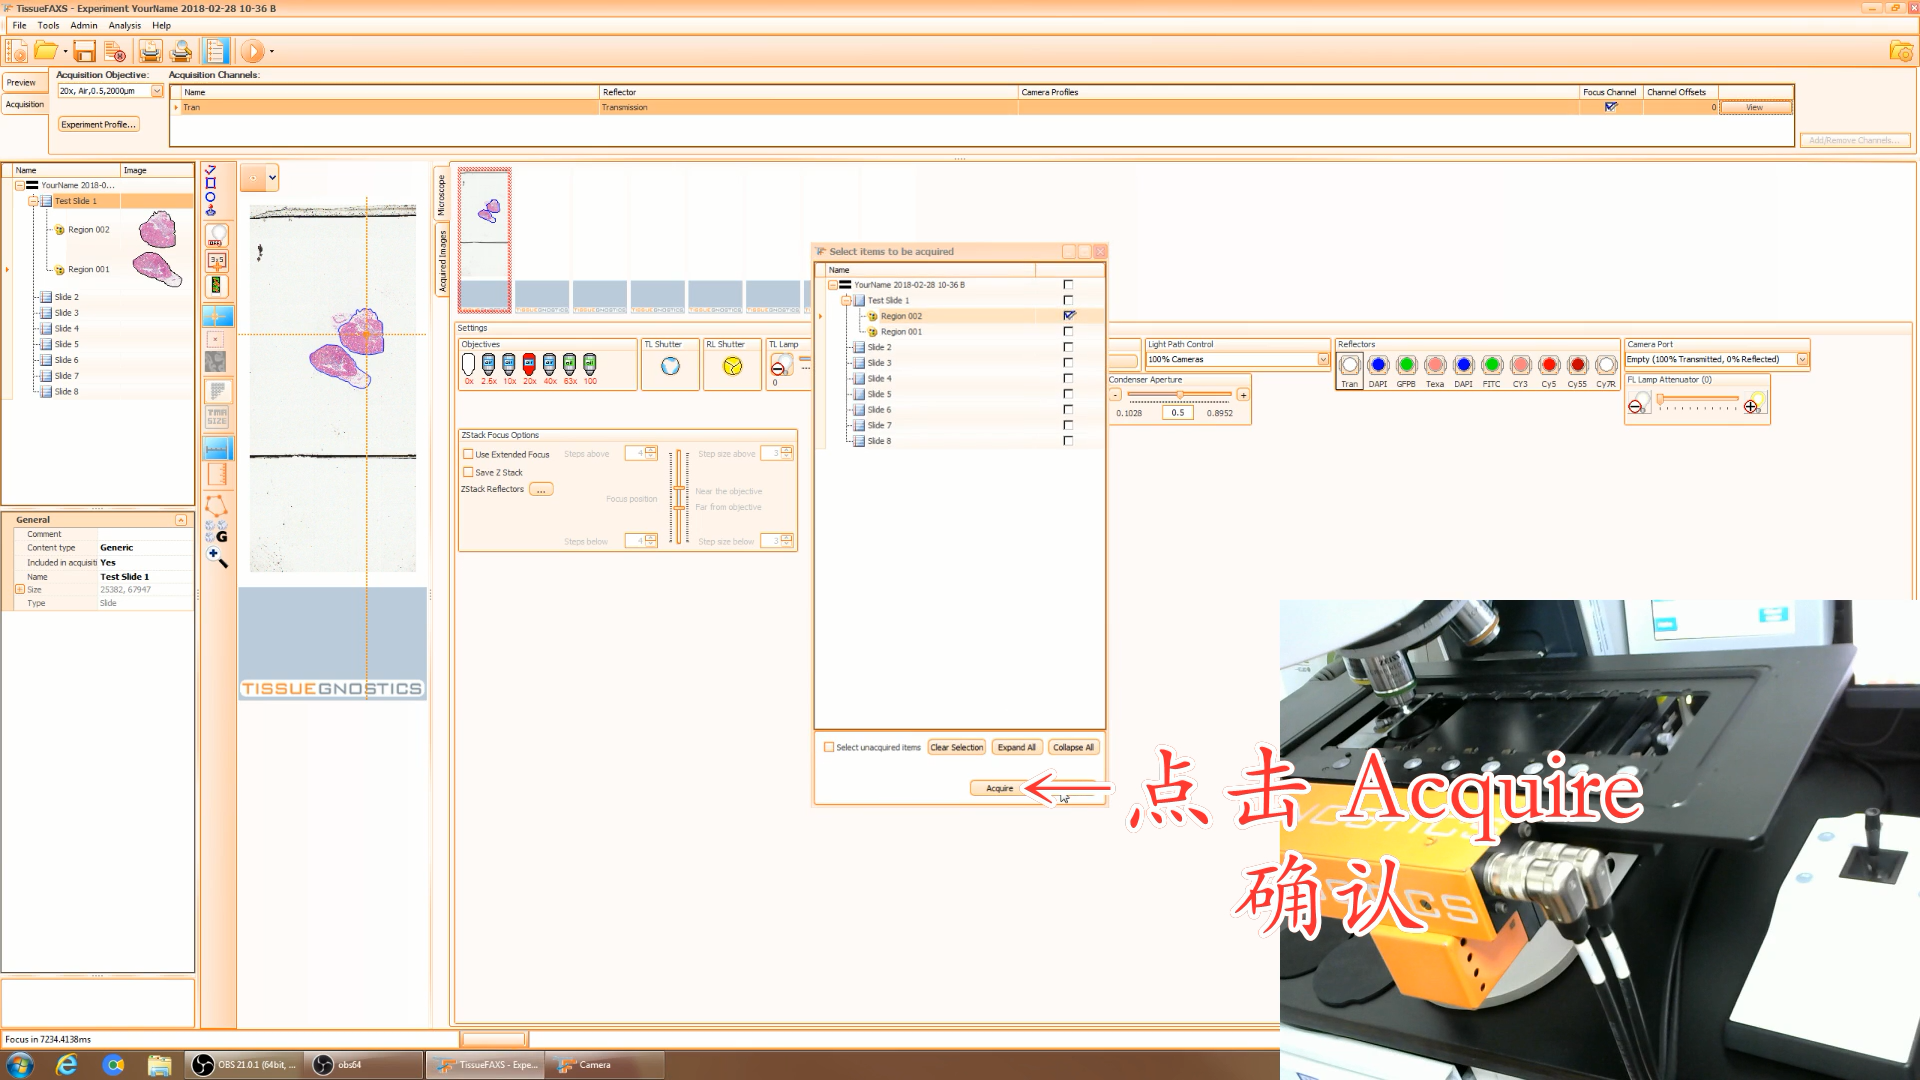 TissueFAXS - Experiment YourName 2018-02-28 10-36 B
File Tools Admin Analysis Help
Preview
Acquisition
Acquisition Objective:
20x, Air,0.5,2000µm
Experiment Profile...
Acquisition Channels:
Name Reflector Camera Profiles Focus Channel Channel Offsets
Tran Transmission 0 View
Add/Remove Channels...
Name Image
YourName 2018-0...
Test Slide 1
Region 002
Region 001
Slide 2
Slide 3
Slide 4
Slide 5
Slide 6
Slide 7
Slide 8
General
Comment
Content type Generic
Included in acquisiti Yes
Name Test Slide 1
Size 25382, 67947
Type Slide
OFF
3,5
TMA
SIZE
G
TISSUEGNOSTICS
Microscope
Acquired Images
TISSUEGNOSTICS TISSUEGNOSTICS TISSUEGNOSTICS TISSUEGNOSTICS TISSUEGNOSTICS
Settings
Objectives
0x 2.5x 10x 20x 40x 63x 100
TL Shutter
RL Shutter
TL Lamp
0
ZStack Focus Options
Use Extended Focus
Save Z Stack
ZStack Reflectors ...
Steps above 4
Step size above 3
Focus position
Near the objective
Far from objective
Steps below 4
Step size below 3
Select items to be acquired
Name
YourName 2018-02-28 10-36 B
Test Slide 1
Region 002
Region 001
Slide 2
Slide 3
Slide 4
Slide 5
Slide 6
Slide 7
Slide 8
Select unacquired items Clear Selection Expand All Collapse All
Acquire
Light Path Control
100% Cameras
Condenser Aperture
- +
0.1028 0.5 0.8952
Reflectors
Tran DAPI GFPB Texa DAPI FITC CY3 Cy5 Cy55 Cy7R
Camera Port
Empty (100% Transmitted, 0% Reflected)
FL Lamp Attenuator (0)
点击 Acquire
确认
ZEISS
Focus in 7234.4138ms
OBS 21.0.1 (64bit, ...
obs64
TissueFAXS - Expe...
Camera